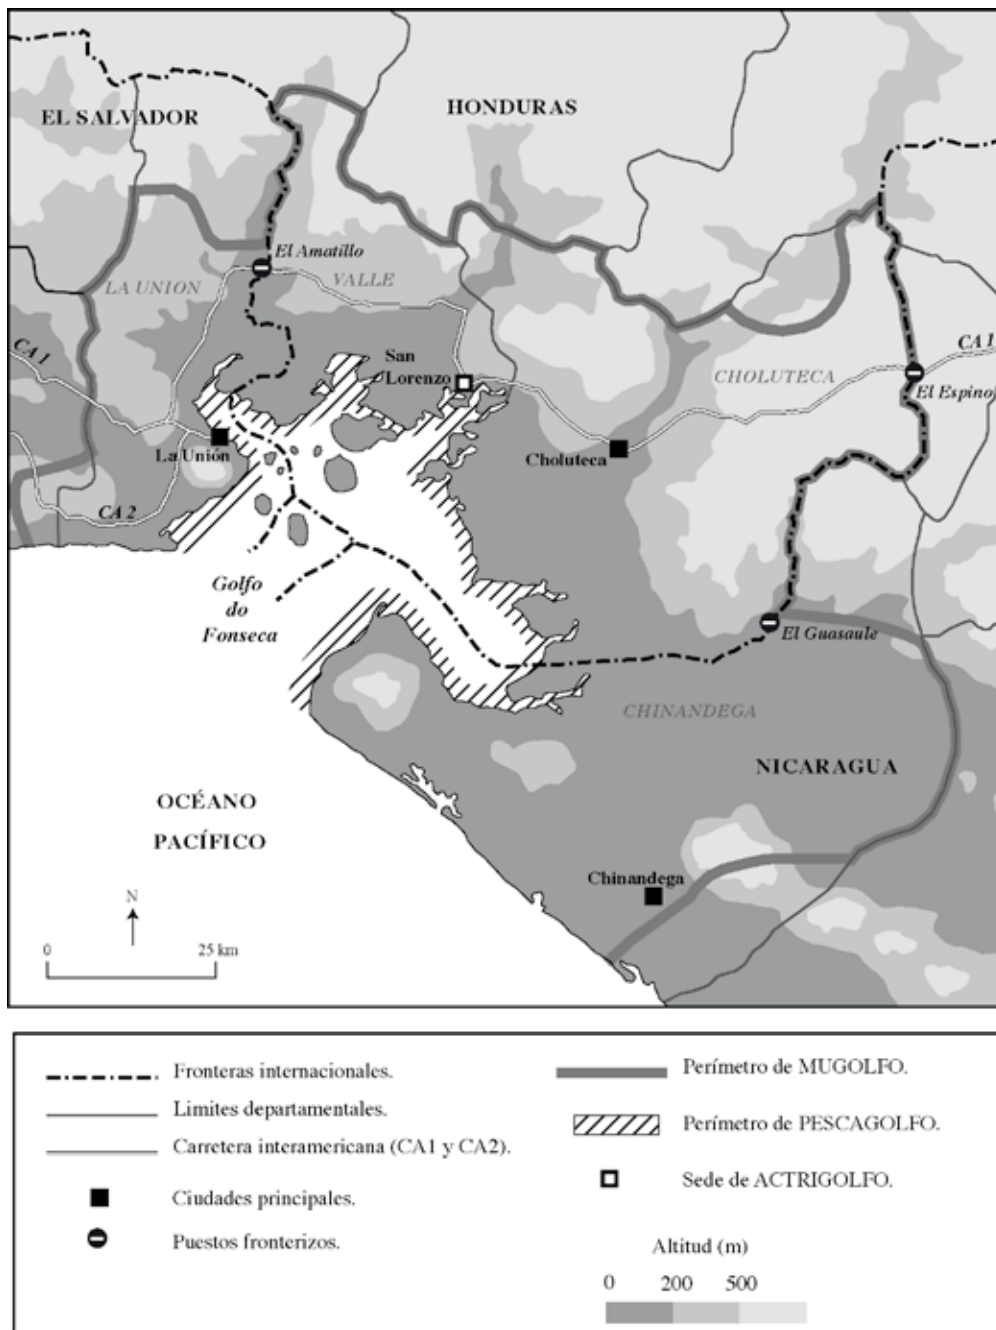 EL SALVADOR
HONDURAS
El Amatillo
LA UNION
VALLE
CA 1
San
Lorenzo
CHOLUTECA
CA 1
El Espino
La Unión
Choluteca
CA 2
Golfo
do
Fonseca
El Guasaule
CHINANDEGA
NICARAGUA
OCÉANO
PACÍFICO
Chinandega
N
0 25 km
Fronteras internacionales.
Limites departamentales.
Carretera interamericana (CA1 y CA2).
Ciudades principales.
Puestos fronterizos.
Perímetro de MUGOLFO.
Perímetro de PESCAGOLFO.
Sede de ACTRIGOLFO.
Altitud (m)
0 200 500